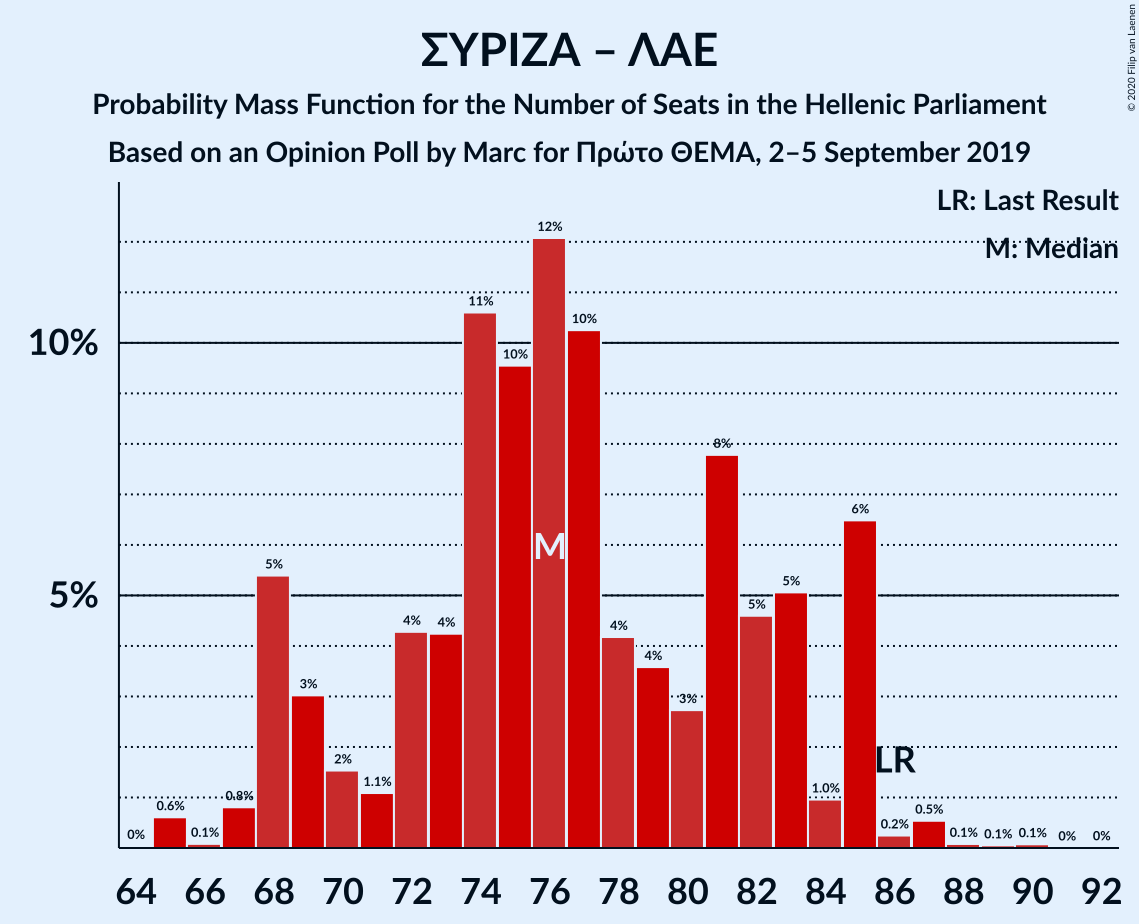 ΣΥΡΙΖΑ – ΛΑΕ
Probability Mass Function for the Number of Seats in the Hellenic Parliament
Based on an Opinion Poll by Marc for Πρώτο ΘΕΜΑ, 2–5 September 2019
© 2020 Filip van Laenen
LR: Last Result
M: Median
10%
5%
0% 0.6% 0.1% 0.8% 5% 3% 2% 1.1% 4% 4% 11% 10% 12% 10% 4% 4% 3% 8% 5% 5% 1.0% 6% 0.2% 0.5% 0.1% 0.1% 0.1% 0% 0%
M
LR
64 66 68 70 72 74 76 78 80 82 84 86 88 90 92